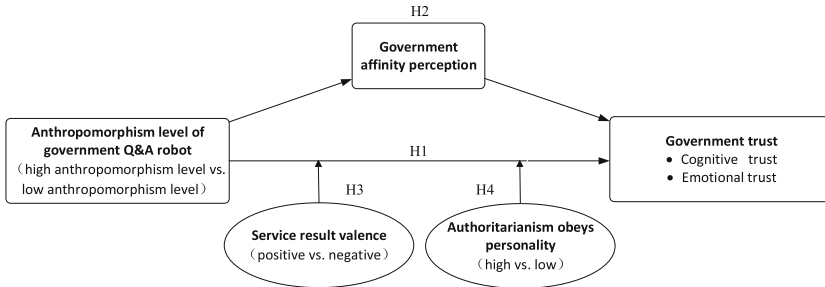 H2
Government
affinity perception
Anthropomorphism level of
government Q&A robot
（high anthropomorphism level vs.
low anthropomorphism level）
H1
Government trust
• Cognitive trust
• Emotional trust
H3
H4
Service result valence
（positive vs. negative）
Authoritarianism obeys
personality
（high vs. low）